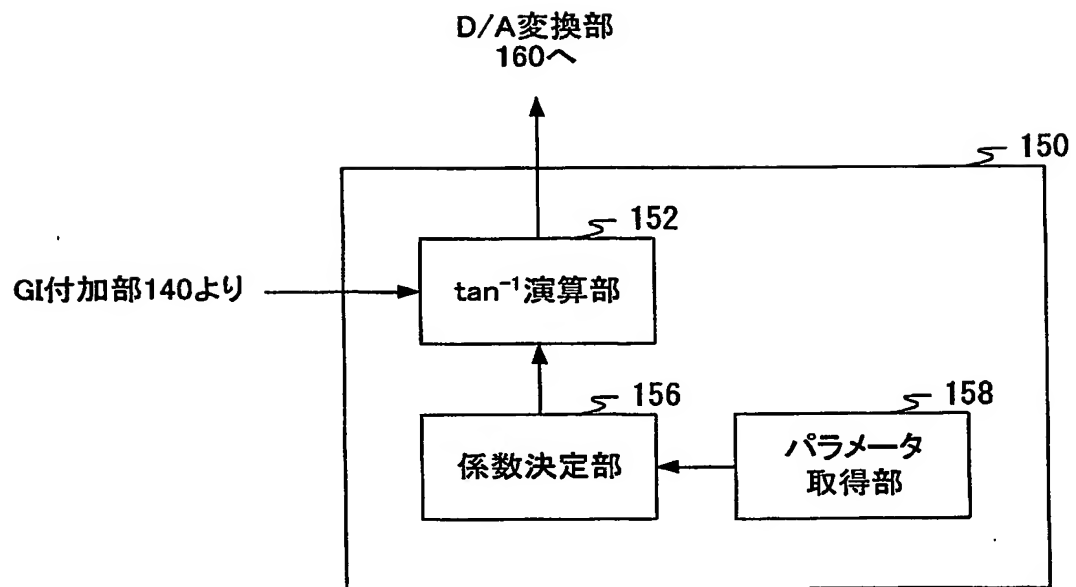 D/A変換部
160へ
150
152
GI付加部140より
tan⁻¹演算部
156
158
係数決定部
パラメータ
取得部